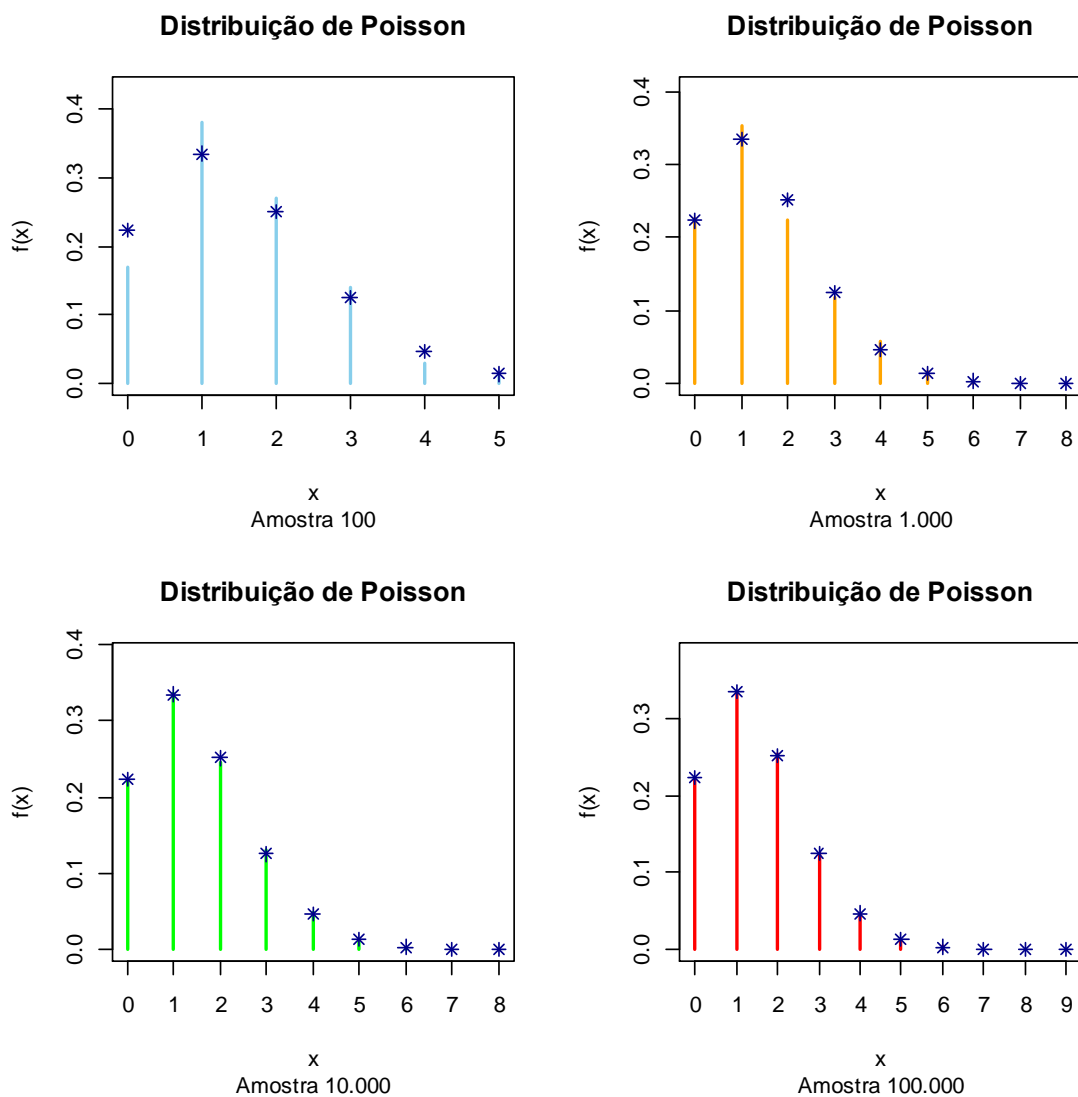 Distribuição de Poisson
f(x)
0.4
0.3
0.2
0.1
0.0
0 1 2 3 4 5
x
Amostra 100
Distribuição de Poisson
f(x)
0.4
0.3
0.2
0.1
0.0
0 1 2 3 4 5 6 7 8
x
Amostra 1.000
Distribuição de Poisson
f(x)
0.4
0.3
0.2
0.1
0.0
0 1 2 3 4 5 6 7 8
x
Amostra 10.000
Distribuição de Poisson
f(x)
0.3
0.2
0.1
0.0
0 1 2 3 4 5 6 7 8 9
x
Amostra 100.000